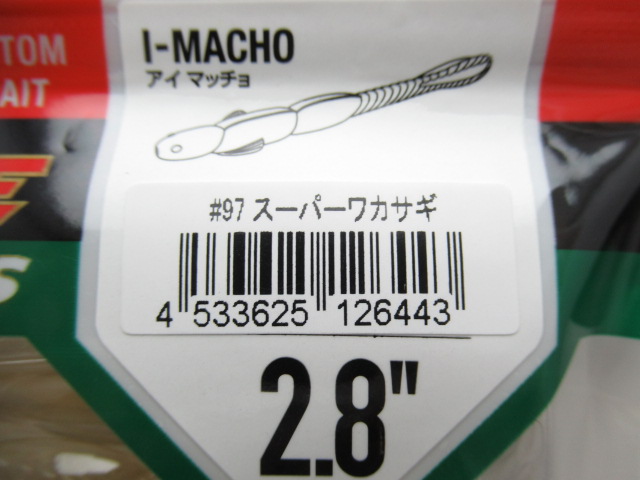 TOM
AIT
I-MACHO
アイ マッチョ
#97 スーパーワカサギ
4 533625 126443
2.8"
E
S